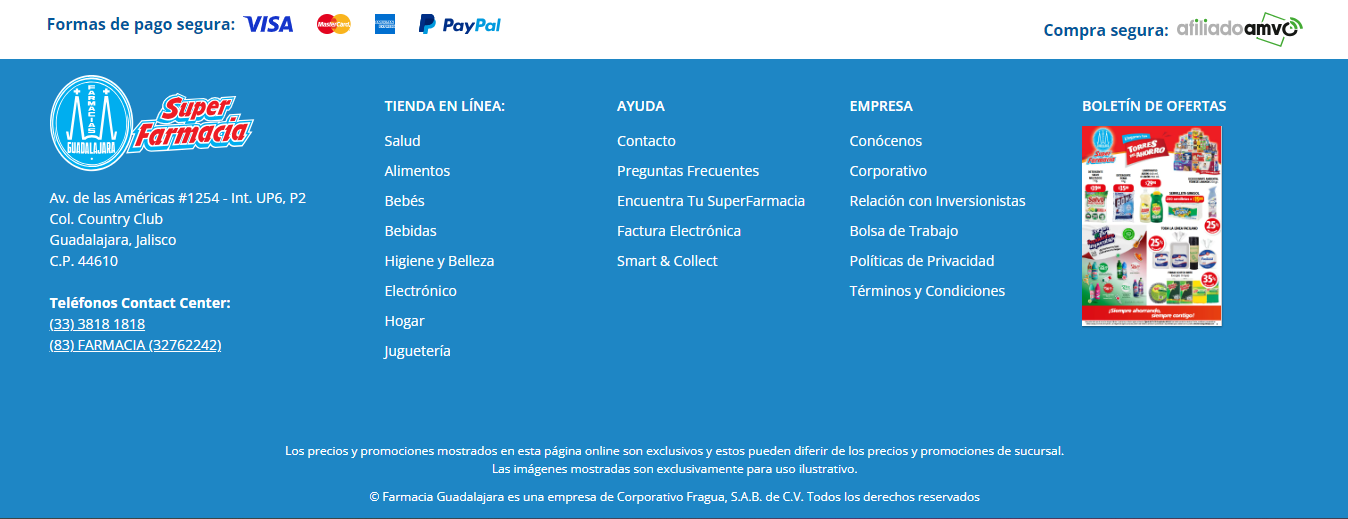 Formas de pago segura: VISA MasterCard AMERICAN EXPRESS PayPal
Compra segura: afiliado amvo
FARMACIAS
GUADALAJARA
Super
Farmacia
Av. de las Américas #1254 - Int. UP6, P2
Col. Country Club
Guadalajara, Jalisco
C.P. 44610
Teléfonos Contact Center:
(33) 3818 1818
(83) FARMACIA (32762242)
TIENDA EN LÍNEA:
Salud
Alimentos
Bebés
Bebidas
Higiene y Belleza
Electrónico
Hogar
Juguetería
AYUDA
Contacto
Preguntas Frecuentes
Encuentra Tu SuperFarmacia
Factura Electrónica
Smart & Collect
EMPRESA
Conócenos
Corporativo
Relación con Inversionistas
Bolsa de Trabajo
Políticas de Privacidad
Términos y Condiciones
BOLETÍN DE OFERTAS
Super
Farmacia
TORRES
DE AHORRO
25%
25%
35%
¡Siempre ahorrando,
siempre contigo!
Los precios y promociones mostrados en esta página online son exclusivos y estos pueden diferir de los precios y promociones de sucursal.
Las imágenes mostradas son exclusivamente para uso ilustrativo.
© Farmacia Guadalajara es una empresa de Corporativo Fragua, S.A.B. de C.V. Todos los derechos reservados